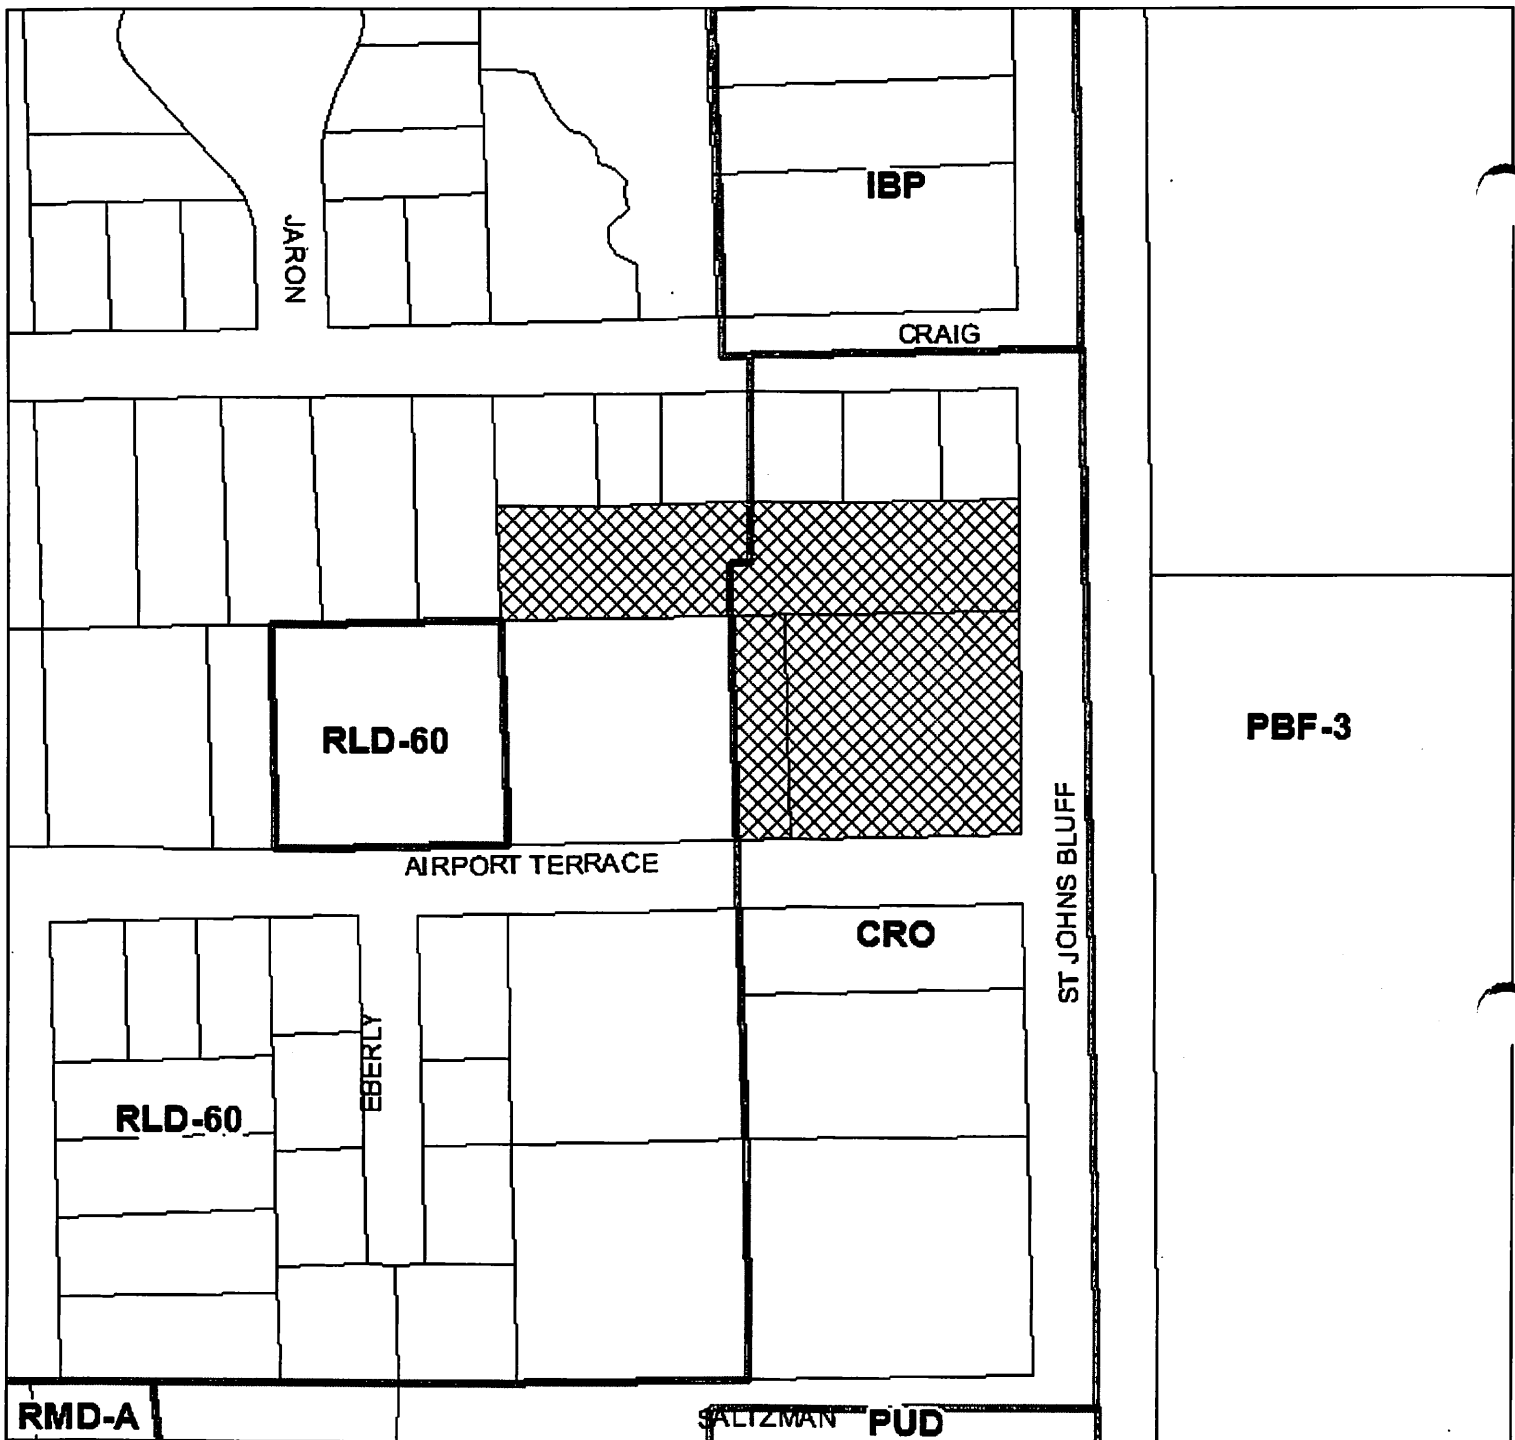 IBP
JARON
CRAIG
RLD-60
PBF-3
ST JOHNS BLUFF
AIRPORT TERRACE
CRO
EBERLY
RLD-60
RMD-A
SALTZMAN
PUD